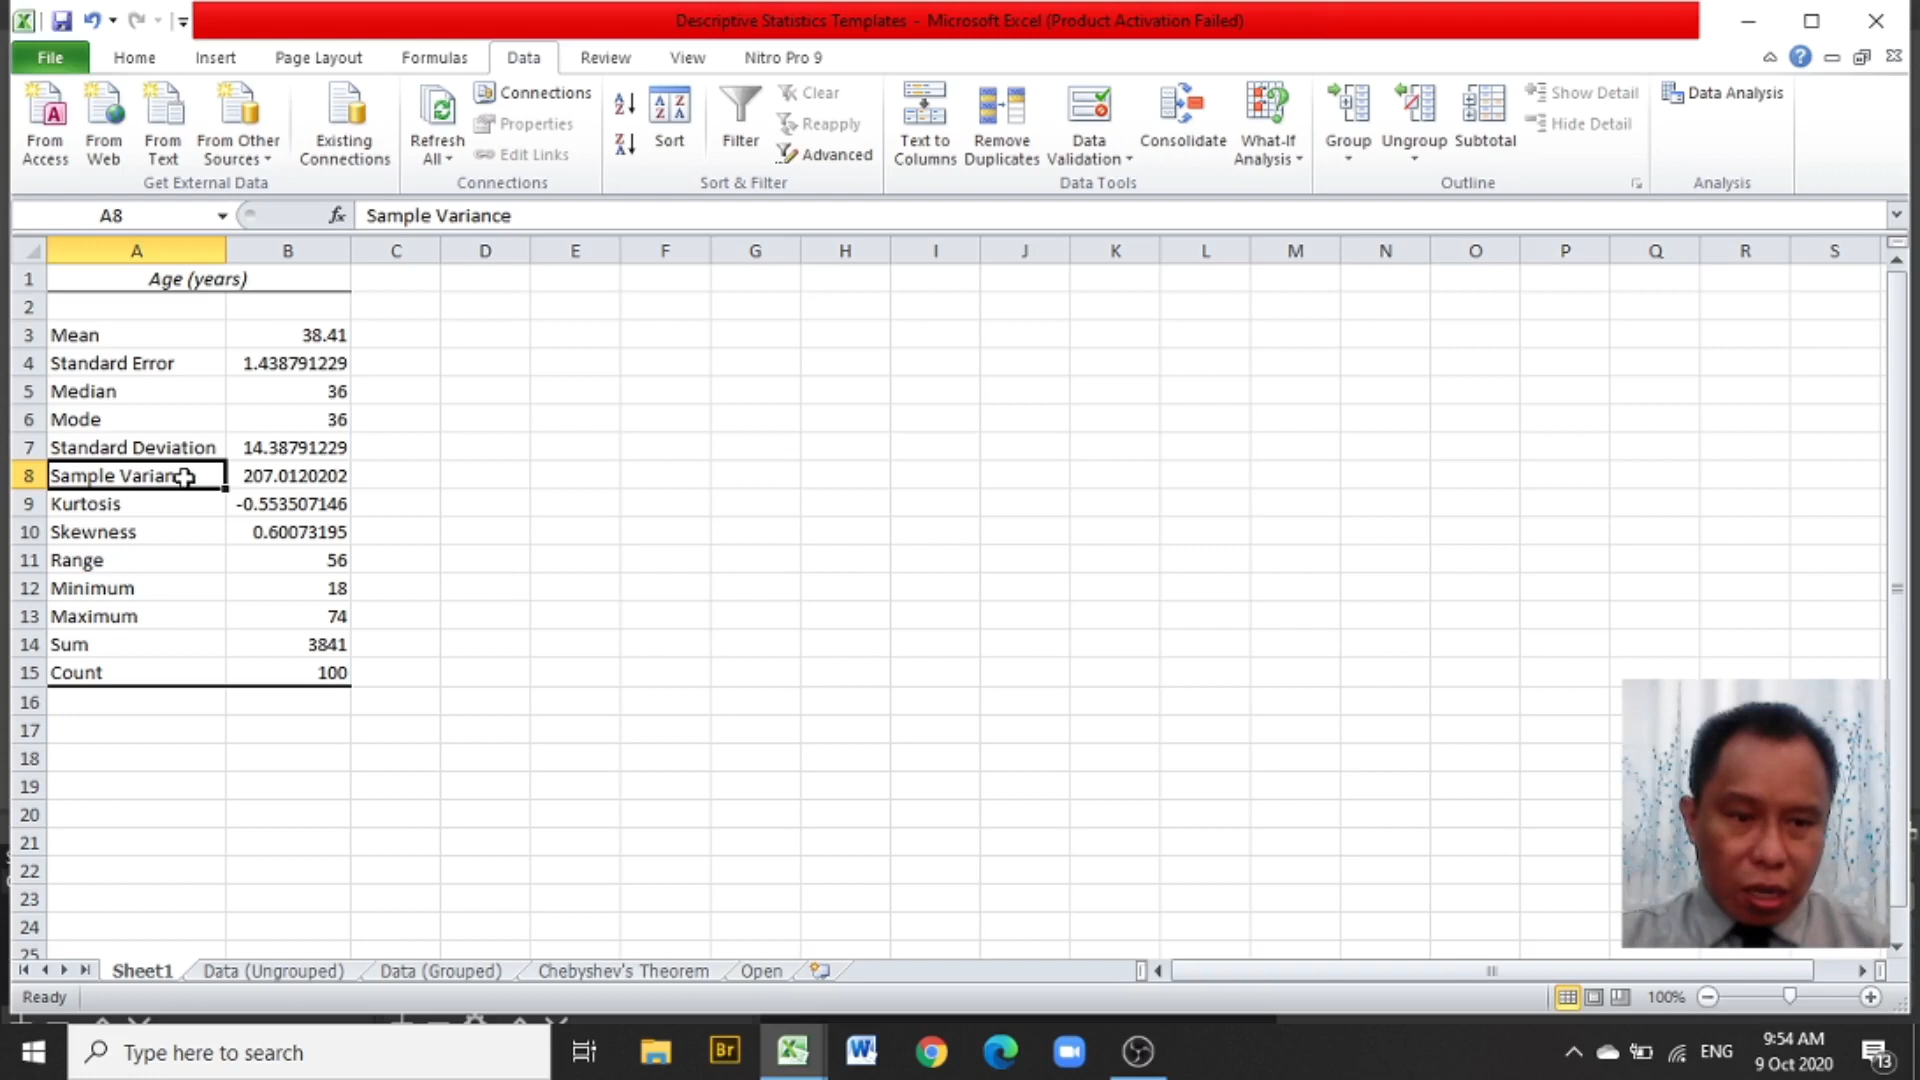 Descriptive Statistics Templates - Microsoft Excel (Product Activation Failed)
File Home Insert Page Layout Formulas Data Review View Nitro Pro 9
From Access
From Web
From Text
From Other Sources
Get External Data
Existing Connections
Refresh All
Connections
Properties
Edit Links
Connections
Sort
Filter
Clear
Reapply
Advanced
Sort & Filter
Text to Columns
Remove Duplicates
Data Validation
Consolidate
What-If Analysis
Data Tools
Group
Ungroup
Subtotal
Show Detail
Hide Detail
Outline
Data Analysis
Analysis
A8 fx Sample Variance
A B C D E F G H I J K L M N O P Q R S
1 Age (years)
2
3 Mean 38.41
4 Standard Error 1.438791229
5 Median 36
6 Mode 36
7 Standard Deviation 14.38791229
8 Sample Varian 207.0120202
9 Kurtosis -0.553507146
10 Skewness 0.60073195
11 Range 56
12 Minimum 18
13 Maximum 74
14 Sum 3841
15 Count 100
16
17
18
19
20
21
22
23
24
25
Sheet1 Data (Ungrouped) Data (Grouped) Chebyshev's Theorem Open
Ready 100%
Type here to search
Br
ENG
9:54 AM
9 Oct 2020
13